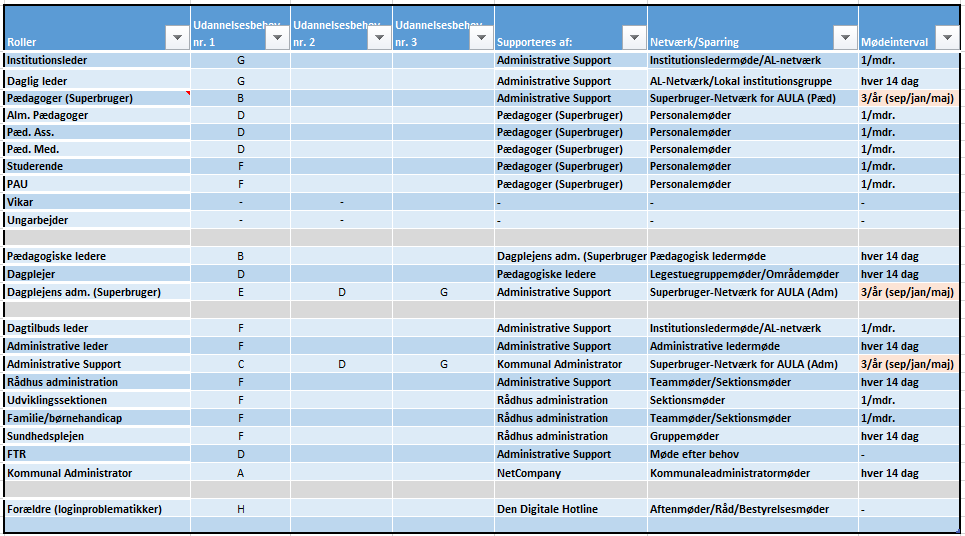 Roller Udannelsesbehov nr. 1 Udannelsesbehov nr. 2 Udannelsesbehov nr. 3 Supporteres af: Netværk/Sparring Mødeinterval
Institutionsleder G Administrative Support Institutionsledermøde/AL-netværk 1/mdr.
Daglig leder G Administrative Support AL-Netværk/Lokal institutionsgruppe hver 14 dag
Pædagoger (Superbruger) B Administrative Support Superbruger-Netværk for AULA (Pæd) 3/år (sep/jan/maj)
Alm. Pædagoger D Pædagoger (Superbruger) Personalemøder 1/mdr.
Pæd. Ass. D Pædagoger (Superbruger) Personalemøder 1/mdr.
Pæd. Med. D Pædagoger (Superbruger) Personalemøder 1/mdr.
Studerende F Pædagoger (Superbruger) Personalemøder 1/mdr.
PAU F Pædagoger (Superbruger) Personalemøder 1/mdr.
Vikar - - - - -
Ungarbejder - - - - -
Pædagogiske ledere B Dagplejens adm. (Superbruger Pædagogisk ledermøde hver 14 dag
Dagplejer D Pædagogiske ledere Legestuegruppemøder/Områdemøder hver 14 dag
Dagplejens adm. (Superbruger) E D G Administrative Support Superbruger-Netværk for AULA (Adm) 3/år (sep/jan/maj)
Dagtilbuds leder F Administrative Support Institutionsledermøde/AL-netværk 1/mdr.
Administrative leder F Administrative Support Administrative ledermøde hver 14 dag
Administrative Support C D G Kommunal Administrator Superbruger-Netværk for AULA (Adm) 3/år (sep/jan/maj)
Rådhus administration F Administrative Support Teammøder/Sektionsmøder hver 14 dag
Udviklingssektionen F Rådhus administration Sektionsmøder 1/mdr.
Familie/børnehandicap F Rådhus administration Teammøder/Sektionsmøder 1/mdr.
Sundhedsplejen F Rådhus administration Gruppemøder hver 14 dag
FTR D Administrative Support Møde efter behov -
Kommunal Administrator A NetCompany Kommunaleadministratormøder hver 14 dag
Forældre (loginproblematikker) H Den Digitale Hotline Aftenmøder/Råd/Bestyrelsesmøder -